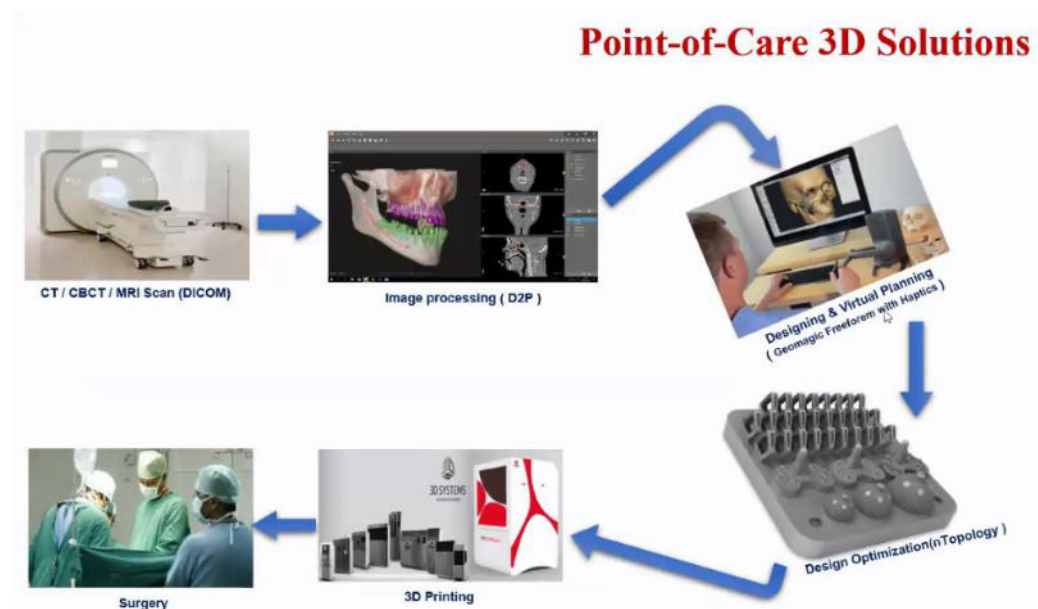 Point-of-Care 3D Solutions
CT / CBCT / MRI Scan (DICOM)
Image processing ( D2P )
Designing & Virtual Planning
( Geomagic Freeforem with Haptics )
Design Optimization(nTopology )
3D SYSTEMS
3D Printing
Surgery